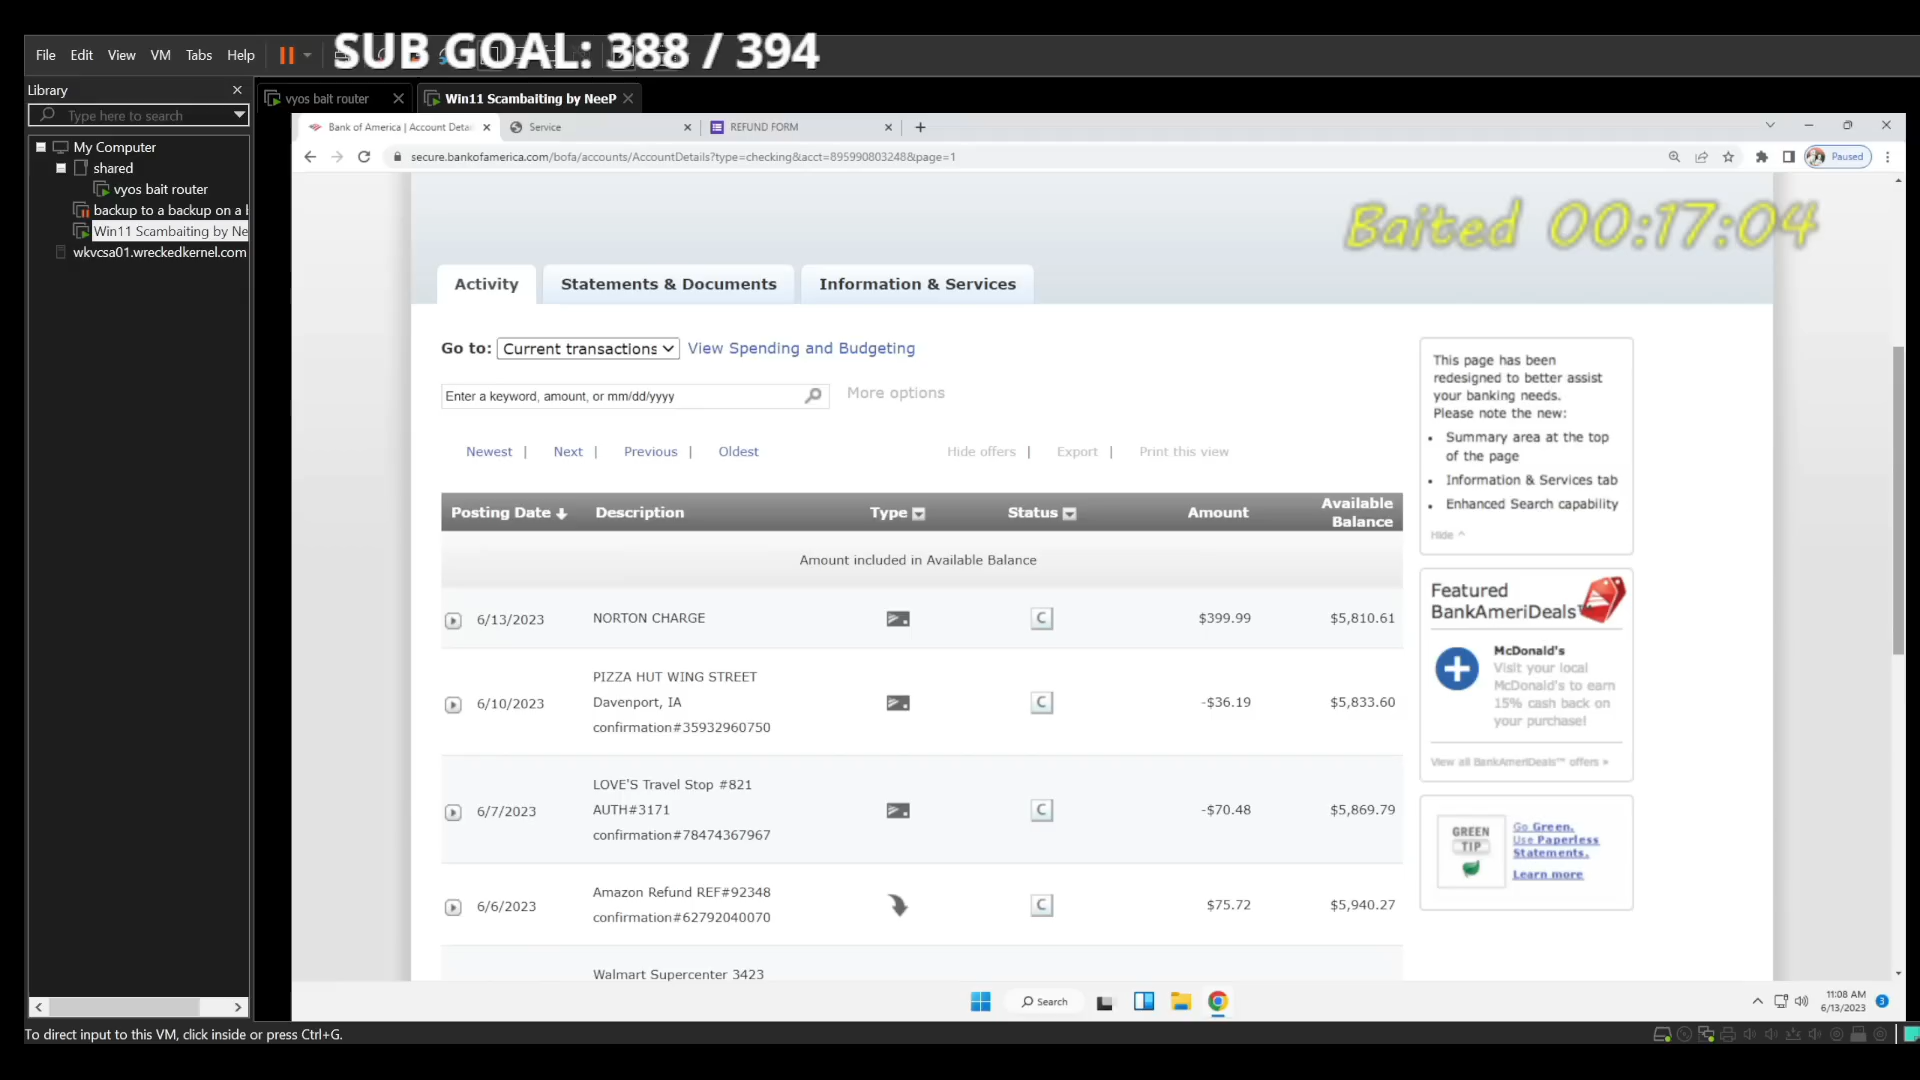 SUB GOAL: 388 / 394
File Edit View VM Tabs Help
Library
Type here to search
My Computer
shared
vyos bait router
backup to a backup on a
Win11 Scambaiting by Ne
wkvcsa01.wreckedkernel.com
vyos bait router
Win11 Scambaiting by NeeP
Bank of America | Account Detai
Service
REFUND FORM
secure.bankofamerica.com/bofa/accounts/AccountDetails?type=checking&acct=895990803248&page=1
Paused
Baited 00:17:04
Activity
Statements & Documents
Information & Services
Go to: Current transactions View Spending and Budgeting
Enter a keyword, amount, or mm/dd/yyyy
More options
Newest | Next | Previous | Oldest
Hide offers | Export | Print this view
Posting Date Description Type Status Amount Available Balance
Amount included in Available Balance
6/13/2023 NORTON CHARGE C $399.99 $5,810.61
PIZZA HUT WING STREET
6/10/2023 Davenport, IA C -$36.19 $5,833.60
confirmation#35932960750
LOVE'S Travel Stop #821
6/7/2023 AUTH#3171 C -$70.48 $5,869.79
confirmation#78474367967
Amazon Refund REF#92348
6/6/2023 C $75.72 $5,940.27
confirmation#62792040070
Walmart Supercenter 3423
This page has been
redesigned to better assist
your banking needs.
Please note the new:
• Summary area at the top
of the page
• Information & Services tab
• Enhanced Search capability
Hide ^
Featured
BankAmeriDeals™
McDonald's
Visit your local
McDonald's to earn
15% cash back on
your purchase!
View all BankAmeriDeals™ offers »
GREEN
TIP
Go Green.
Use Paperless
Statements.
Learn more
Search
11:08 AM
6/13/2023
3
To direct input to this VM, click inside or press Ctrl+G.